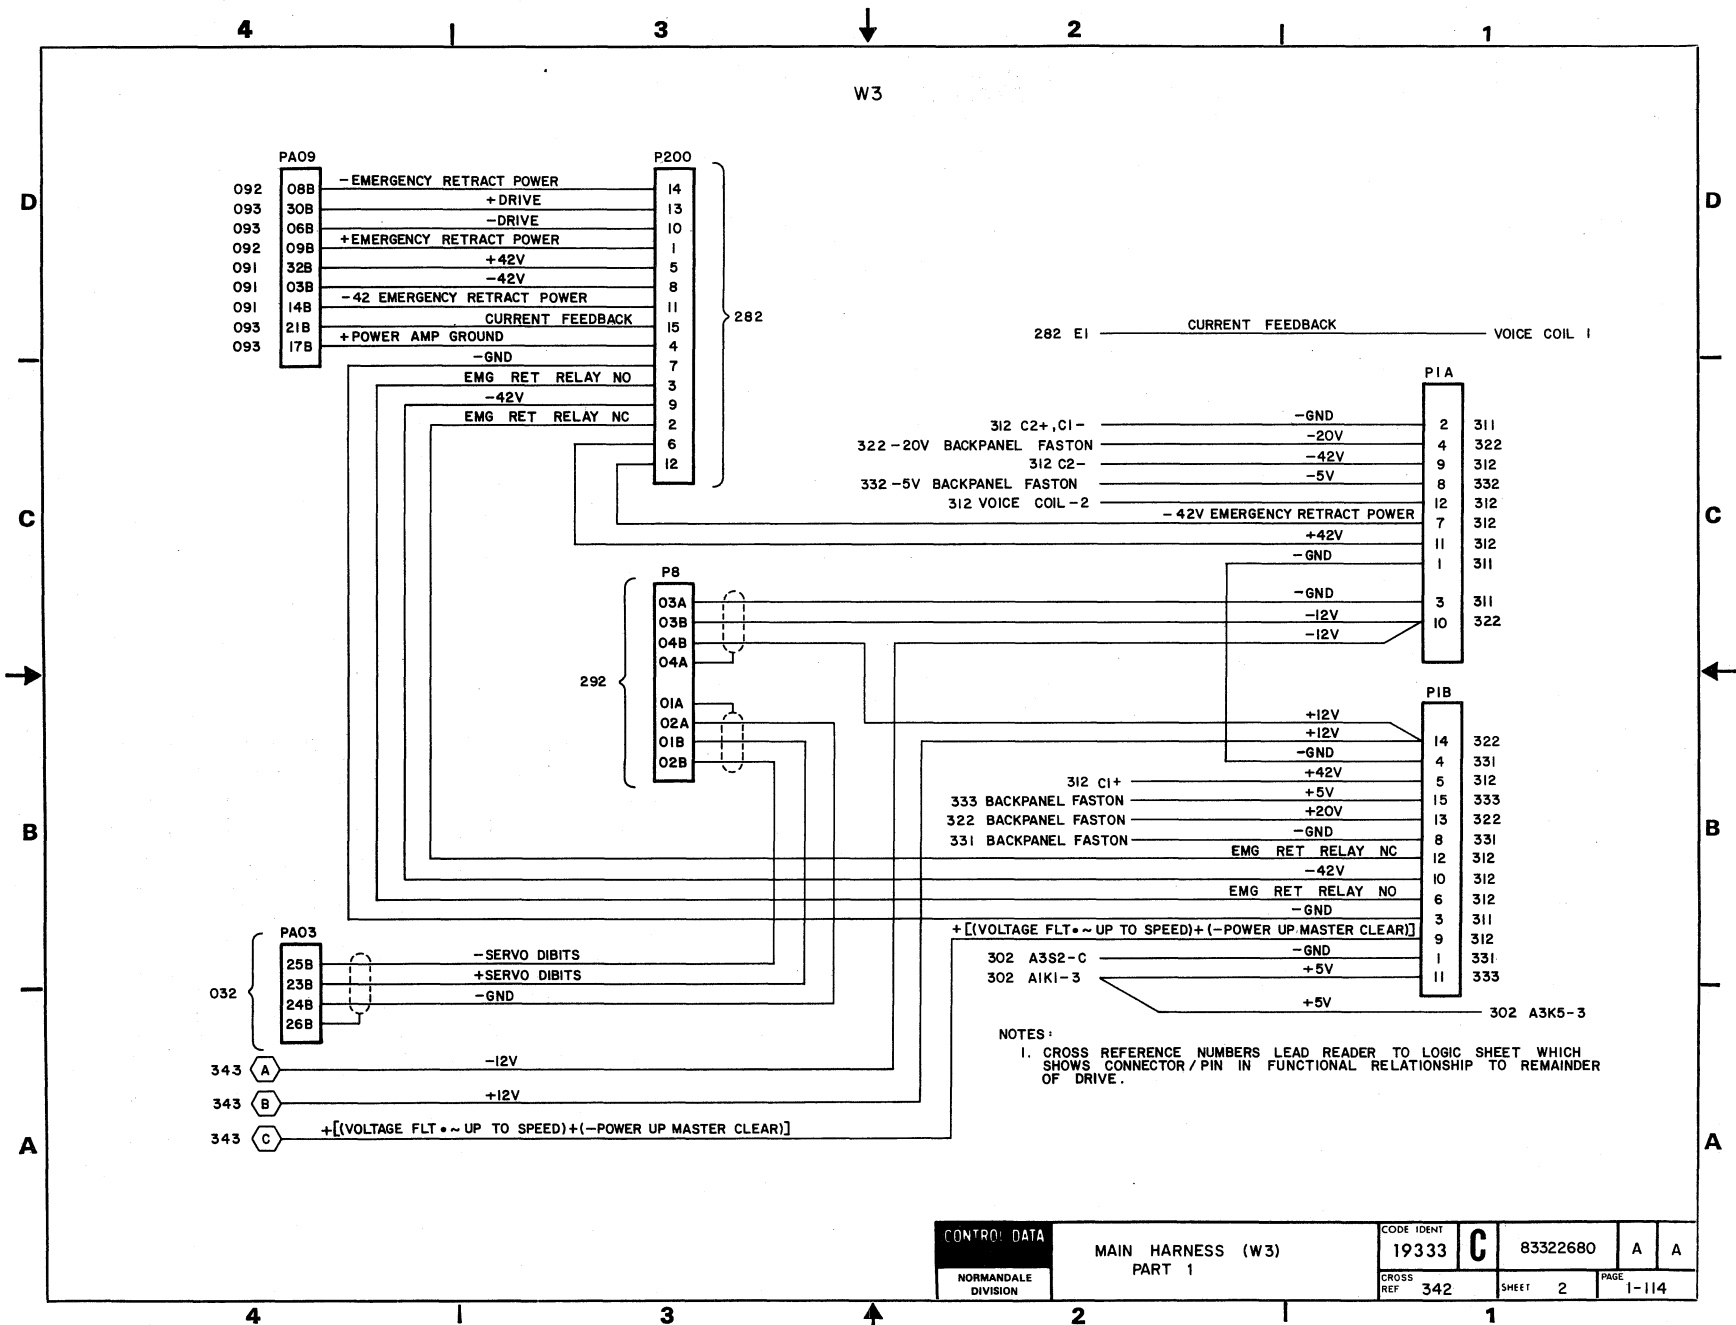 4 3 2 1
W3
PA09
P200
092 08B -EMERGENCY RETRACT POWER 14
093 30B +DRIVE 13
093 06B -DRIVE 10
092 09B +EMERGENCY RETRACT POWER 1
091 32B +42V 5
091 03B -42V 8
091 14B -42 EMERGENCY RETRACT POWER 11
093 21B CURRENT FEEDBACK 15
093 17B +POWER AMP GROUND 4
-GND 7
EMG RET RELAY NO 3
-42V 9
EMG RET RELAY NC 2
6
12
282
D D
282 E1 CURRENT FEEDBACK VOICE COIL 1
P1A
312 C2+,C1- -GND 2 311
322 -20V BACKPANEL FASTON -20V 4 322
312 C2- -42V 9 312
332 -5V BACKPANEL FASTON -5V 8 332
312 VOICE COIL-2 12 312
-42V EMERGENCY RETRACT POWER 7 312
+42V 11 312
-GND 1 311
-GND 3 311
-12V 10 322
-12V
C C
P8
03A
03B
04B
04A
292
01A
02A
01B
02B
P1B
+12V
+12V 14 322
-GND 4 331
312 C1+ +42V 5 312
333 BACKPANEL FASTON +5V 15 333
322 BACKPANEL FASTON +20V 13 322
331 BACKPANEL FASTON -GND 8 331
EMG RET RELAY NC 12 312
-42V 10 312
EMG RET RELAY NO 6 312
-GND 3 311
+[(VOLTAGE FLT•~UP TO SPEED)+(-POWER UP MASTER CLEAR)] 9 312
302 A3S2-C -GND 1 331
302 A1K1-3 +5V 11 333
+5V 302 A3K5-3
B B
PA03
25B -SERVO DIBITS
23B +SERVO DIBITS
24B -GND
26B
032
343 A -12V
343 B +12V
343 C +[(VOLTAGE FLT•~UP TO SPEED)+(-POWER UP MASTER CLEAR)]
A A
NOTES:
1. CROSS REFERENCE NUMBERS LEAD READER TO LOGIC SHEET WHICH
SHOWS CONNECTOR/PIN IN FUNCTIONAL RELATIONSHIP TO REMAINDER
OF DRIVE.
CONTROL DATA
NORMANDALE
DIVISION
MAIN HARNESS (W3)
PART 1
CODE IDENT
19333 C 83322680 A A
CROSS
REF 342
SHEET 2
PAGE
1-114
4 3 2 1